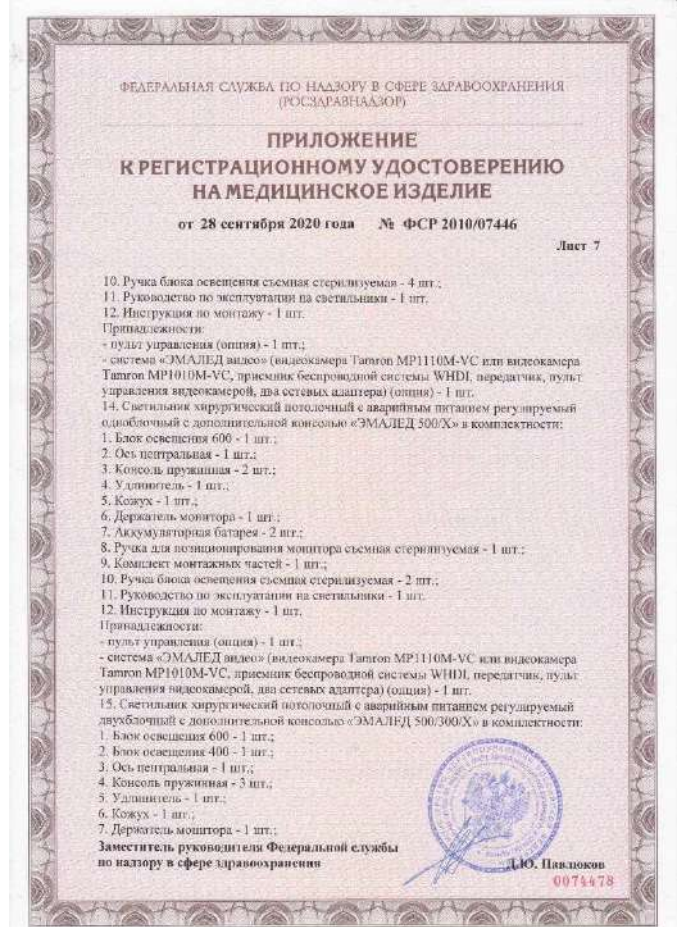 ФЕДЕРАЛЬНАЯ СЛУЖБА ПО НАДЗОРУ В СФЕРЕ ЗДРАВООХРАНЕНИЯ
(РОСЗДРАВНАДЗОР)
ПРИЛОЖЕНИЕ
К РЕГИСТРАЦИОННОМУ УДОСТОВЕРЕНИЮ
НА МЕДИЦИНСКОЕ ИЗДЕЛИЕ
от 28 сентября 2020 года № ФСР 2010/07446
Лист 7
10. Ручка блока освещения съемная стерилизуемая - 4 шт.;
11. Руководство по эксплуатации на светильники - 1 шт.
12. Инструкция по монтажу - 1 шт.
Принадлежности:
- пульт управления (опция) - 1 шт.;
- система «ЭМАЛЕД видео» (видеокамера Tamron MP1110M-VC или видеокамера
Tamron MP1010M-VC, приемник беспроводной системы WHDI, передатчик, пульт
управления видеокамерой, два сетевых адаптера) (опция) - 1 шт.
14. Светильник хирургический потолочный с аварийным питанием регулируемый
одноблочный с дополнительной консолью «ЭМАЛЕД 500/Х» в комплектности:
1. Блок освещения 600 - 1 шт.;
2. Ось центральная - 1 шт.;
3. Консоль пружинная - 2 шт.;
4. Удлинитель - 1 шт.;
5. Кожух - 1 шт.;
6. Держатель монитора - 1 шт.;
7. Аккумуляторная батарея - 2 шт.;
8. Ручка для позиционирования монитора съемная стерилизуемая - 1 шт.;
9. Комплект монтажных частей - 1 шт.;
10. Ручка блока освещения съемная стерилизуемая - 2 шт.;
11. Руководство по эксплуатации на светильники - 1 шт.
12. Инструкция по монтажу - 1 шт.
Принадлежности:
- пульт управления (опция) - 1 шт.;
- система «ЭМАЛЕД видео» (видеокамера Tamron MP1110M-VC или видеокамера
Tamron MP1010M-VC, приемник беспроводной системы WHDI, передатчик, пульт
управления видеокамерой, два сетевых адаптера) (опция) - 1 шт.
15. Светильник хирургический потолочный с аварийным питанием регулируемый
двухблочный с дополнительной консолью «ЭМАЛЕД 500/300/Х» в комплектности:
1. Блок освещения 600 - 1 шт.;
2. Блок освещения 400 - 1 шт.;
3. Ось центральная - 1 шт.;
4. Консоль пружинная - 3 шт.;
5. Удлинитель - 1 шт.;
6. Кожух - 1 шт.;
7. Держатель монитора - 1 шт.;
Заместитель руководителя Федеральной службы
по надзору в сфере здравоохранения
Д.Ю. Павлюков
0074478